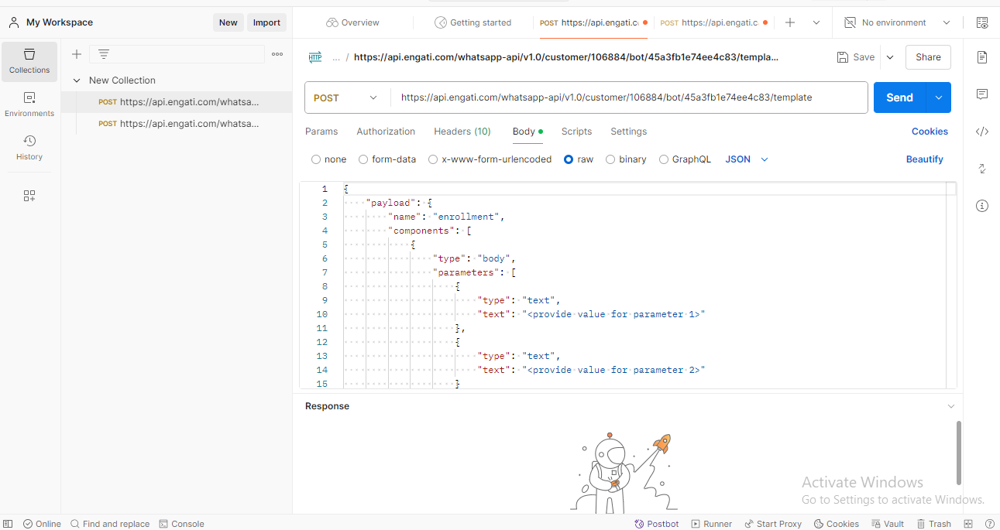 My Workspace
New
Import
Overview
Getting started
POST https://api.engati.c
POST https://api.engati.c
No environment
Collections
Environments
History
New Collection
POST https://api.engati.com/whatsa...
POST https://api.engati.com/whatsa...
HTTP
... / https://api.engati.com/whatsapp-api/v1.0/customer/106884/bot/45a3fb1e74ee4c83/templa...
Save
Share
POST
https://api.engati.com/whatsapp-api/v1.0/customer/106884/bot/45a3fb1e74ee4c83/template
Send
Params
Authorization
Headers (10)
Body
Scripts
Settings
Cookies
none
form-data
x-www-form-urlencoded
raw
binary
GraphQL
JSON
Beautify
1 {
2 "payload": {
3 "name": "enrollment",
4 "components": [
5 {
6 "type": "body",
7 "parameters": [
8 {
9 "type": "text",
10 "text": "<provide value for parameter 1>"
11 },
12 {
13 "type": "text",
14 "text": "<provide value for parameter 2>"
15 }
Response
Activate Windows
Go to Settings to activate Windows.
Online
Find and replace
Console
Postbot
Runner
Start Proxy
Cookies
Vault
Trash